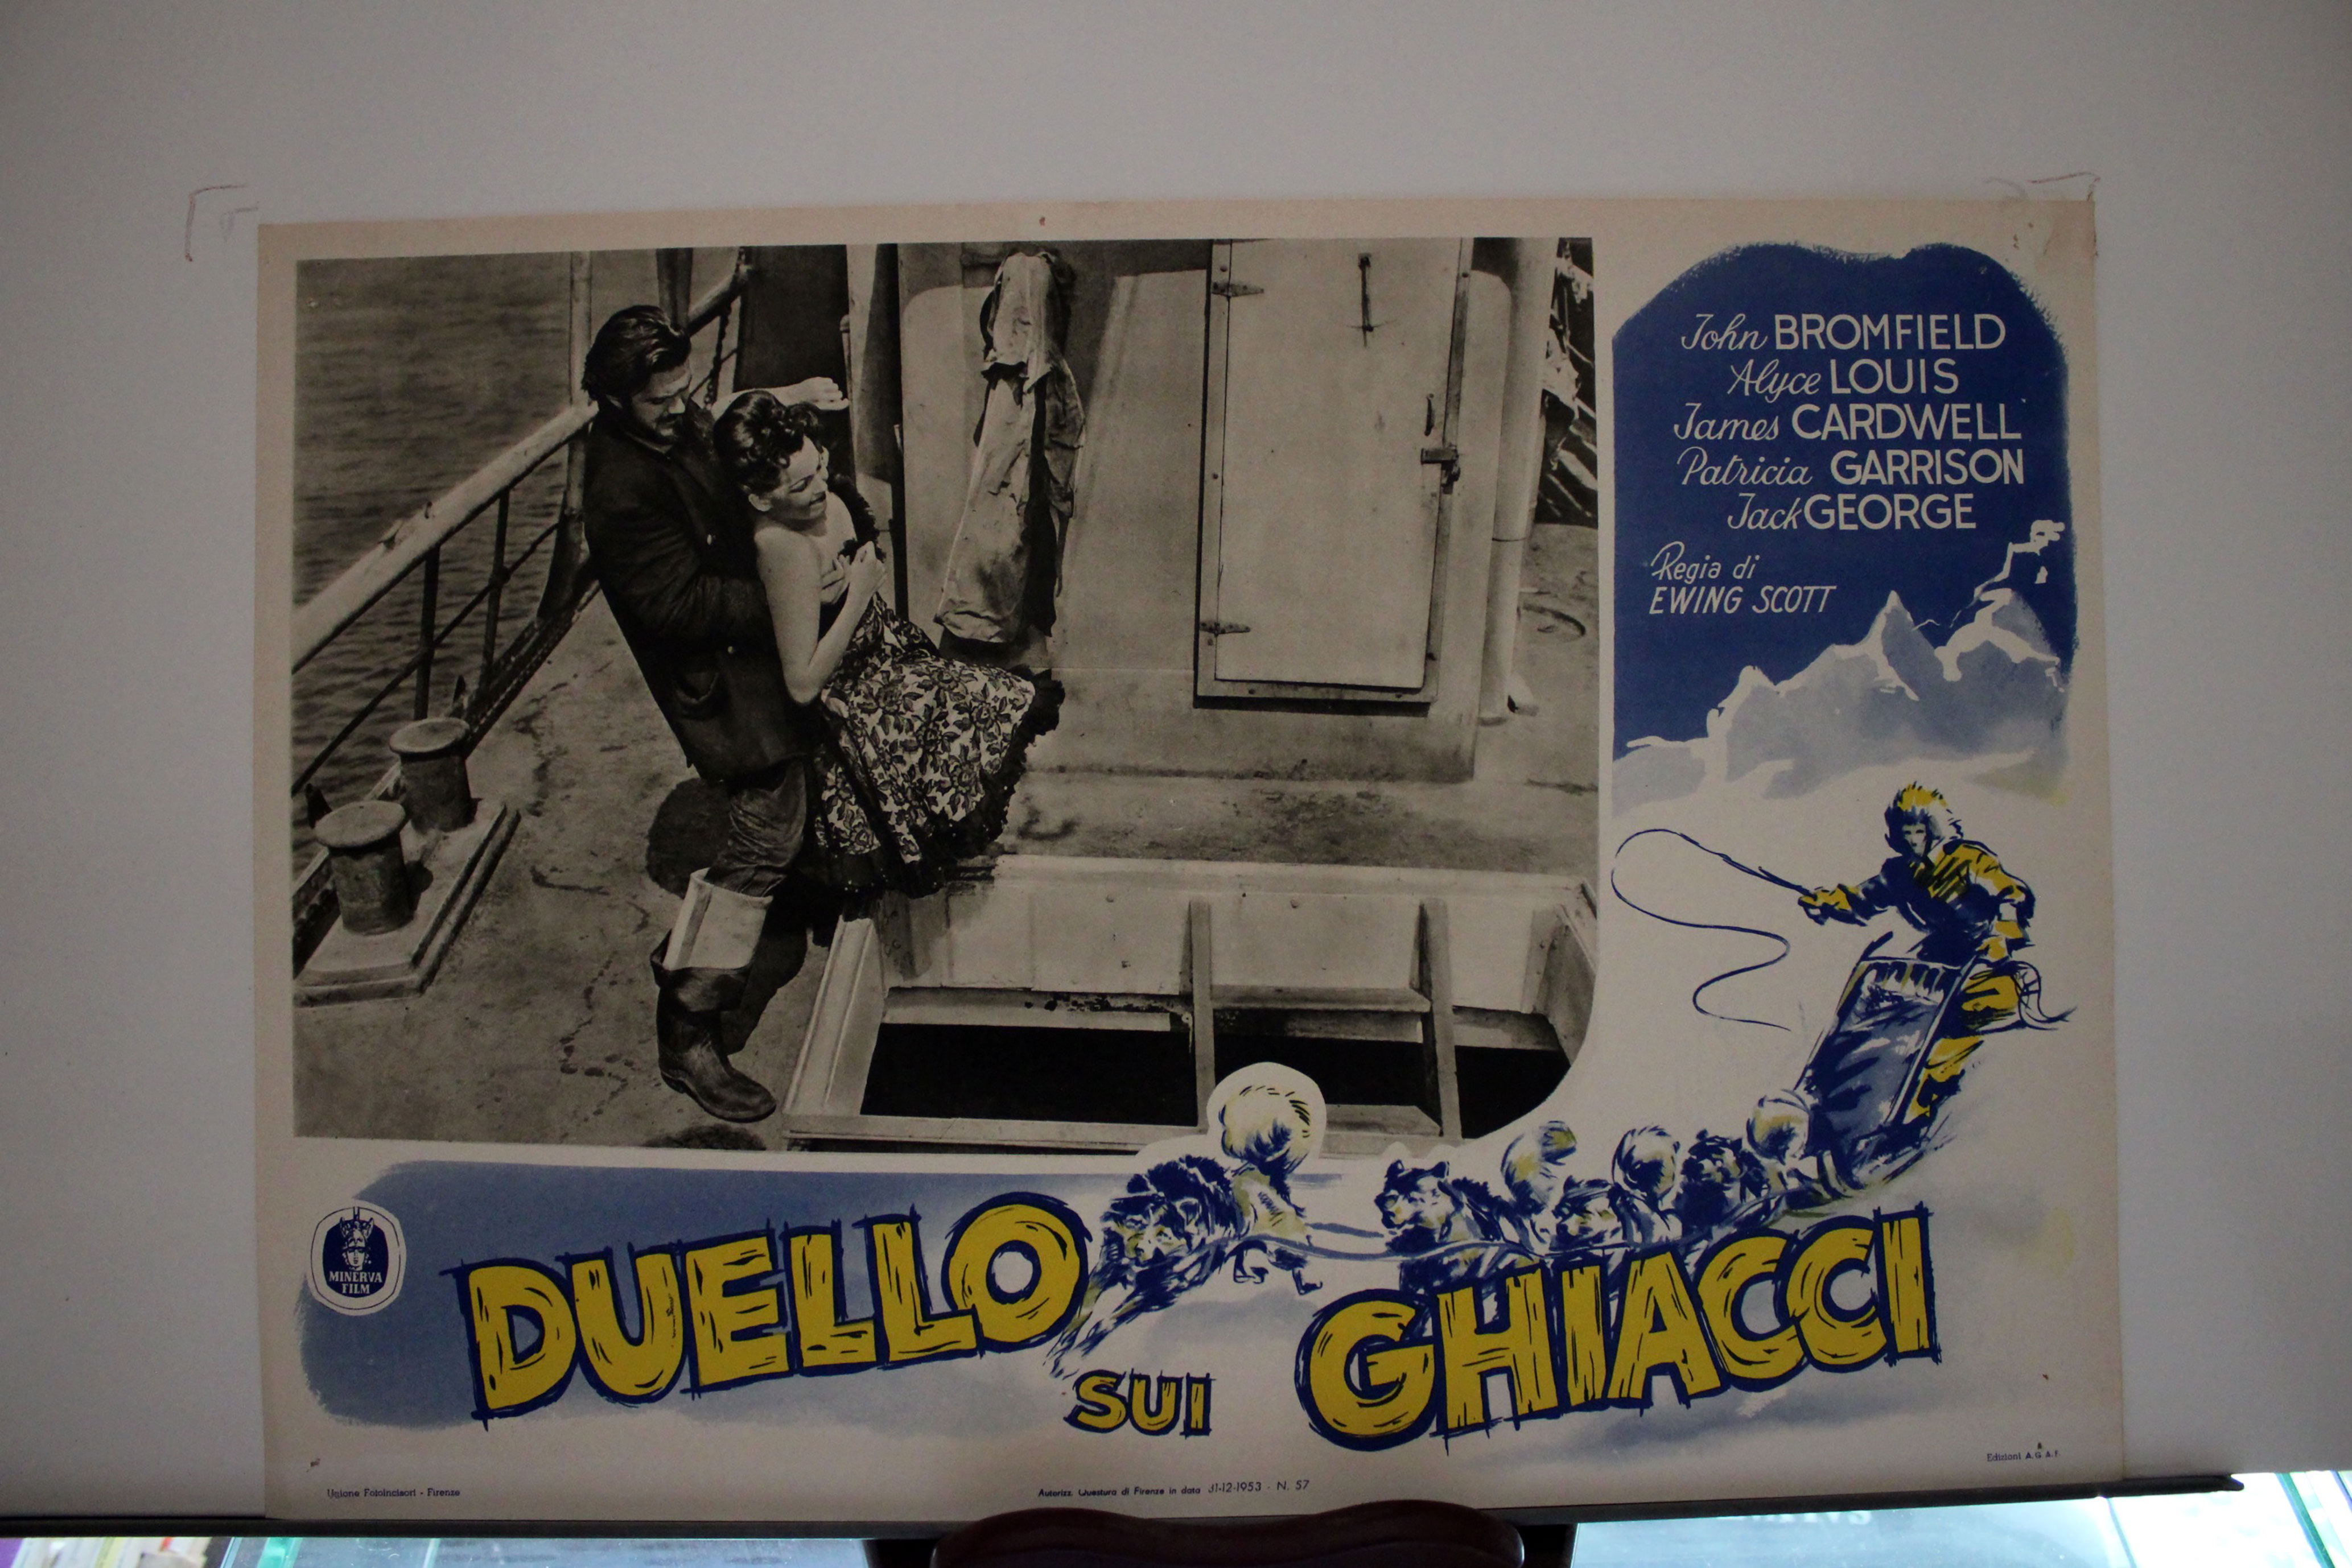 John BROMFIELD
Alyce LOUIS
James CARDWELL
Patricia GARRISON
Jack GEORGE
Regia di
EWING SCOTT
MINERVA
FILM
DUELLO
SUI
GHIACCI
Unione Fotoincisori - Firenze
Autorizz. Questura di Firenze in data 31-12-1953 - N. 57
Edizioni A.G.A.F.